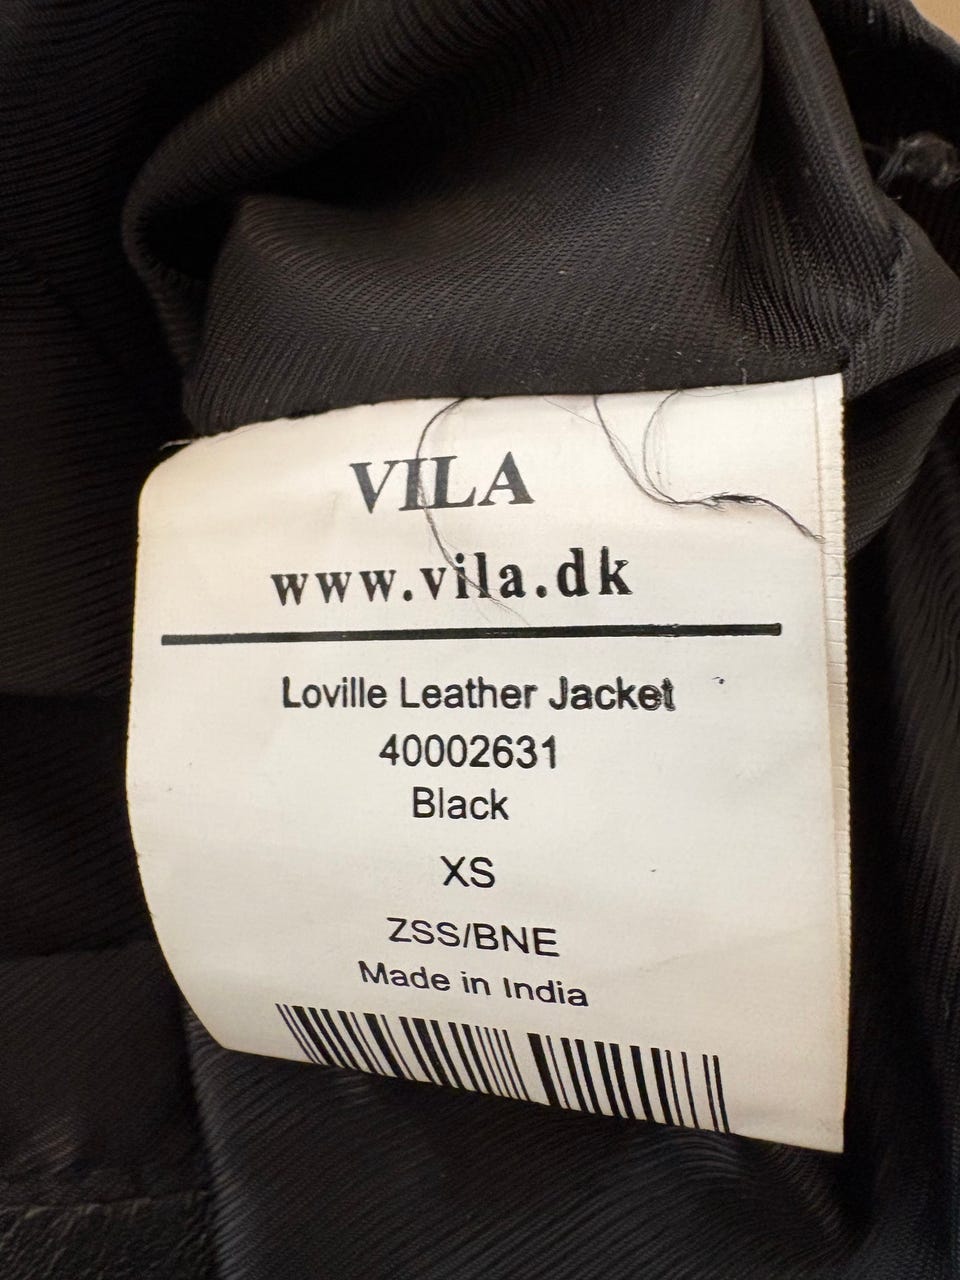 VILA
www.vila.dk
Loville Leather Jacket
40002631
Black
XS
ZSS/BNE
Made in India